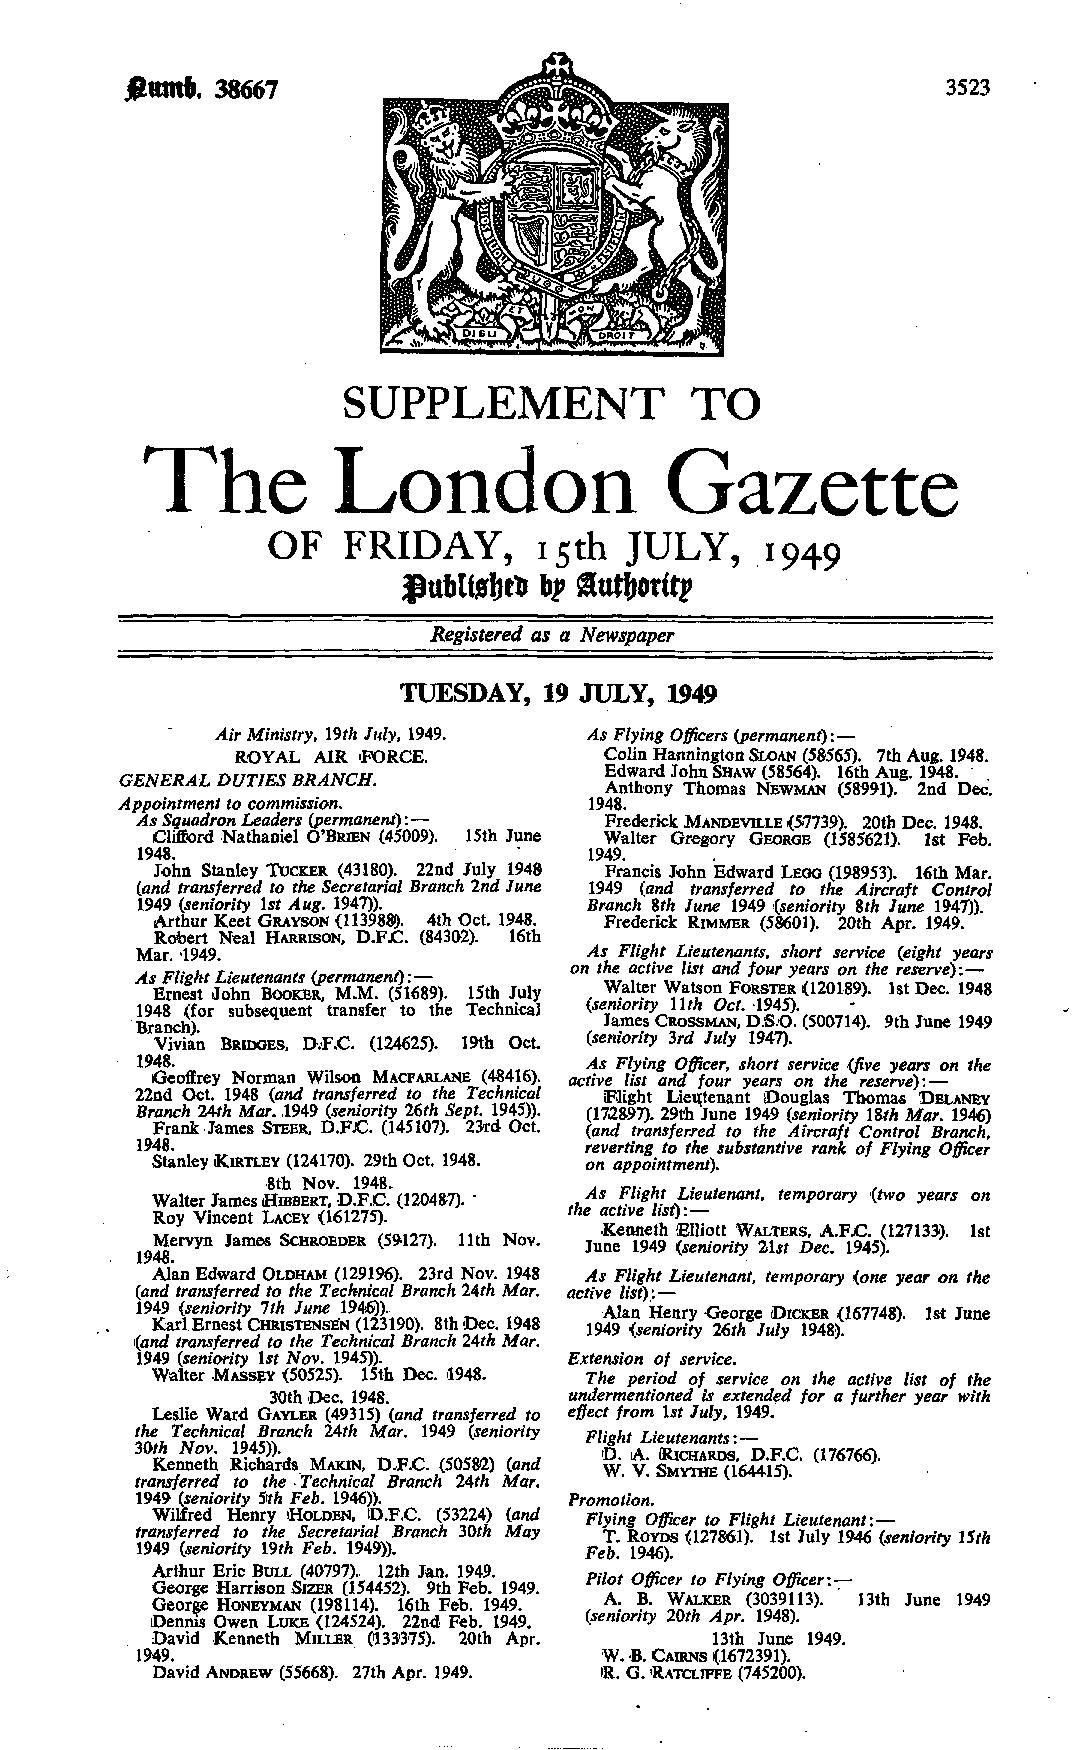 Numb. 38667
3523
DIEU ET MON DROIT
SUPPLEMENT TO
The London Gazette
OF FRIDAY, 15th JULY, 1949
Published by Authority
Registered as a Newspaper
TUESDAY, 19 JULY, 1949
Air Ministry, 19th July, 1949.
ROYAL AIR FORCE.
GENERAL DUTIES BRANCH.
Appointment to commission.
As Squadron Leaders (permanent):—
Clifford Nathaniel O'BRIEN (45009). 15th June
1948.
John Stanley TUCKER (43180). 22nd July 1948
(and transferred to the Secretarial Branch 2nd June
1949 (seniority 1st Aug. 1947)).
Arthur Keet GRAYSON (113988). 4th Oct. 1948.
Robert Neal HARRISON, D.F.C. (84302). 16th
Mar. 1949.
As Flight Lieutenants (permanent):—
Ernest John BOOKER, M.M. (51689). 15th July
1948 (for subsequent transfer to the Technical
Branch).
Vivian BRIDGES, D.F.C. (124625). 19th Oct.
1948.
Geoffrey Norman Wilson MACFARLANE (48416).
22nd Oct. 1948 (and transferred to the Technical
Branch 24th Mar. 1949 (seniority 26th Sept. 1945)).
Frank James STEER, D.F.C. (145107). 23rd Oct.
1948.
Stanley KIRTLEY (124170). 29th Oct. 1948.
8th Nov. 1948.
Walter James HIBBERT, D.F.C. (120487).
Roy Vincent LACEY (161275).
Mervyn James SCHROEDER (59127). 11th Nov.
1948.
Alan Edward OLDHAM (129196). 23rd Nov. 1948
(and transferred to the Technical Branch 24th Mar.
1949 (seniority 7th June 1946)).
Karl Ernest CHRISTENSEN (123190). 8th Dec. 1948
(and transferred to the Technical Branch 24th Mar.
1949 (seniority 1st Nov. 1945)).
Walter MASSEY (50525). 15th Dec. 1948.
30th Dec. 1948.
Leslie Ward GAYLER (49315) (and transferred to
the Technical Branch 24th Mar. 1949 (seniority
30th Nov. 1945)).
Kenneth Richards MAKIN, D.F.C. (50582) (and
transferred to the Technical Branch 24th Mar.
1949 (seniority 5th Feb. 1946)).
Wilfred Henry HOLDEN, D.F.C. (53224) (and
transferred to the Secretarial Branch 30th May
1949 (seniority 19th Feb. 1949)).
Arthur Eric BULL (40797). 12th Jan. 1949.
George Harrison SIZER (154452). 9th Feb. 1949.
George HONEYMAN (198114). 16th Feb. 1949.
Dennis Owen LUKE (124524). 22nd Feb. 1949.
David Kenneth MILLER (133375). 20th Apr.
1949.
David ANDREW (55668). 27th Apr. 1949.
As Flying Officers (permanent):—
Colin Hannington SLOAN (58565). 7th Aug. 1948.
Edward John SHAW (58564). 16th Aug. 1948.
Anthony Thomas NEWMAN (58991). 2nd Dec.
1948.
Frederick MANDEVILLE (57739). 20th Dec. 1948.
Walter Gregory GEORGE (1585621). 1st Feb.
1949.
Francis John Edward LEGG (198953). 16th Mar.
1949 (and transferred to the Aircraft Control
Branch 8th June 1949 (seniority 8th June 1947)).
Frederick RIMMER (58601). 20th Apr. 1949.
As Flight Lieutenants, short service (eight years
on the active list and four years on the reserve):—
Walter Watson FORSTER (120189). 1st Dec. 1948
(seniority 11th Oct. 1945).
James CROSSMAN, D.S.O. (500714). 9th June 1949
(seniority 3rd July 1947).
As Flying Officer, short service (five years on the
active list and four years on the reserve):—
Flight Lieutenant Douglas Thomas DELANEY
(172897). 29th June 1949 (seniority 18th Mar. 1946)
(and transferred to the Aircraft Control Branch,
reverting to the substantive rank of Flying Officer
on appointment).
As Flight Lieutenant, temporary (two years on
the active list):—
Kenneth Elliott WALTERS, A.F.C. (127133). 1st
June 1949 (seniority 21st Dec. 1945).
As Flight Lieutenant, temporary (one year on the
active list):—
Alan Henry George DICKER (167748). 1st June
1949 (seniority 26th July 1948).
Extension of service.
The period of service on the active list of the
undermentioned is extended for a further year with
effect from 1st July, 1949.
Flight Lieutenants:—
D. A. RICHARDS, D.F.C. (176766).
W. V. SMYTHE (164415).
Promotion.
Flying Officer to Flight Lieutenant:—
T. ROYDS (127861). 1st July 1946 (seniority 15th
Feb. 1946).
Pilot Officer to Flying Officer:—
A. B. WALKER (3039113). 13th June 1949
(seniority 20th Apr. 1948).
13th June 1949.
W. B. CAIRNS (1672391).
R. G. RATCLIFFE (745200).